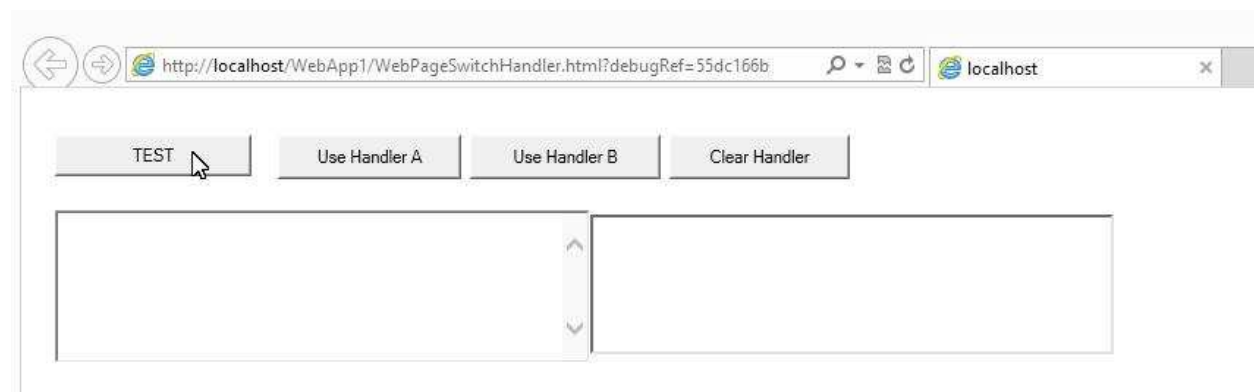 http://localhost/WebApp1/WebPageSwitchHandler.html?debugRef=55dc166b
localhost
TEST
Use Handler A
Use Handler B
Clear Handler